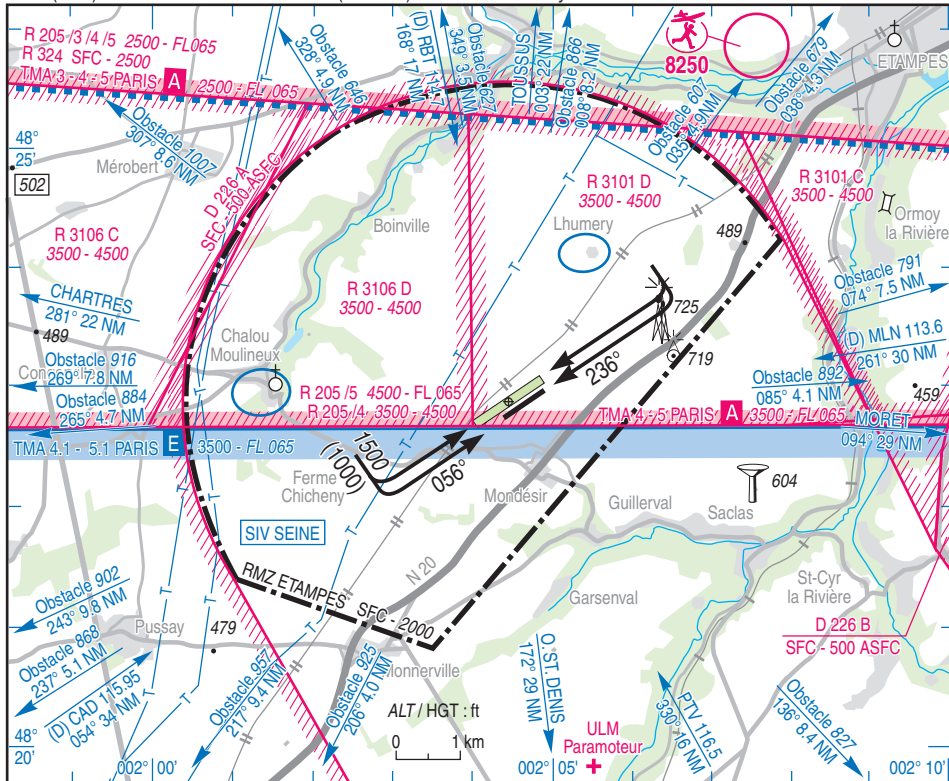 R 205 /3 /4 /5 2500 - FL065
R 324 SFC - 2500
TMA 3 - 4 - 5 PARIS A 2500 - FL 065
Obstacle 646
328° 4.9 NM
(D) RBT 114.7
168° 17 NM
Obstacle 623
349° 3.5 NM
TOUSSUS
003° 22 NM
Obstacle 866
008° 8.2 NM
8250
Obstacle 607
035° 4.9 NM
Obstacle 679
038° 4.3 NM
ETAMPES
48°
25'
Obstacle 1007
307° 8.6 NM
502
Mérobert
D 226 A
SFC - 500 ASFC
R 3106 C
3500 - 4500
Boinville
R 3101 D
3500 - 4500
Lhumery
R 3101 C
3500 - 4500
489
Ormoy
la Rivière
R 3106 D
3500 - 4500
CHARTRES
281° 22 NM
489
Obstacle 791
074° 7.5 NM
725
719
(D) MLN 113.6
261° 30 NM
Chalou
Moulineux
Obstacle 916
269° 7.8 NM
Obstacle 884
265° 4.7 NM
236°
Obstacle 892
085° 4.1 NM
459
R 205 /5 4500 - FL 065
R 205/4 3500 - 4500
TMA 4 - 5 PARIS A 3500 - FL 065
MORET
094° 29 NM
TMA 4.1 - 5.1 PARIS E 3500 - FL 065
1500
(1000)
056°
Ferme
Chicheny
Mondésir
604
Guillerval
Saclas
SIV SEINE
N 20
RMZ ETAMPES SFC - 2000
St-Cyr
la Rivière
Garsenval
Obstacle 902
243° 9.8 NM
Pussay
479
D 226 B
SFC - 500 ASFC
Obstacle 868
237° 5.1 NM
(D) CAD 115.95
054° 34 NM
Obstacle 957
217° 9.4 NM
Obstacle 925
206° 4.0 NM
Monnerville
O. ST. DENIS
172° 29 NM
PTV 116.5
330° 16 NM
Obstacle 827
136° 8.4 NM
ALT / HGT : ft
0 1 km
ULM
Paramoteur
48°
20'
002° 00'
002° 05'
002° 10'